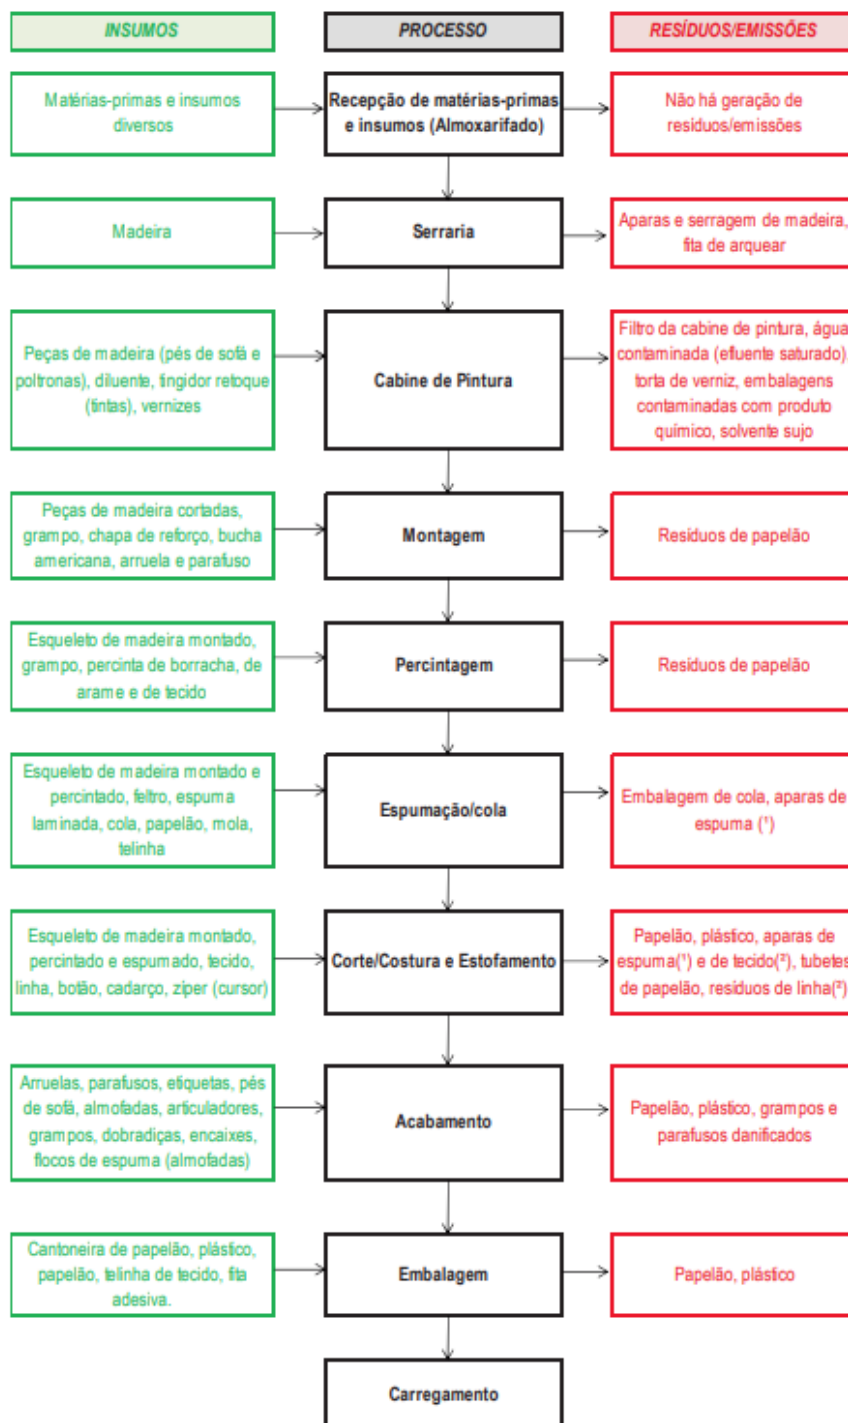 INSUMOS
PROCESSO
RESÍDUOS/EMISSÕES
Matérias-primas e insumos
diversos
Recepção de matérias-primas
e insumos (Almoxarifado)
Não há geração de
resíduos/emissões
Madeira
Serraria
Aparas e serragem de madeira,
fita de arquear
Peças de madeira (pés de sofá e
poltronas), diluente, tingidor retoque
(tintas), vernizes
Cabine de Pintura
Filtro da cabine de pintura, água
contaminada (efluente saturado),
torta de verniz, embalagens
contaminadas com produto
químico, solvente sujo
Peças de madeira cortadas,
grampo, chapa de reforço, bucha
americana, arruela e parafuso
Montagem
Resíduos de papelão
Esqueleto de madeira montado,
grampo, percinta de borracha, de
arame e de tecido
Percintagem
Resíduos de papelão
Esqueleto de madeira montado e
percintado, feltro, espuma
laminada, cola, papelão, mola,
telinha
Espumação/cola
Embalagem de cola, aparas de
espuma (¹)
Esqueleto de madeira montado,
percintado e espumado, tecido,
linha, botão, cadarço, zíper (cursor)
Corte/Costura e Estofamento
Papelão, plástico, aparas de
espuma(¹) e de tecido(²), tubetes
de papelão, resíduos de linha(²)
Arruelas, parafusos, etiquetas, pés
de sofá, almofadas, articuladores,
grampos, dobradiças, encaixes,
flocos de espuma (almofadas)
Acabamento
Papelão, plástico, grampos e
parafusos danificados
Cantoneira de papelão, plástico,
papelão, telinha de tecido, fita
adesiva.
Embalagem
Papelão, plástico
Carregamento